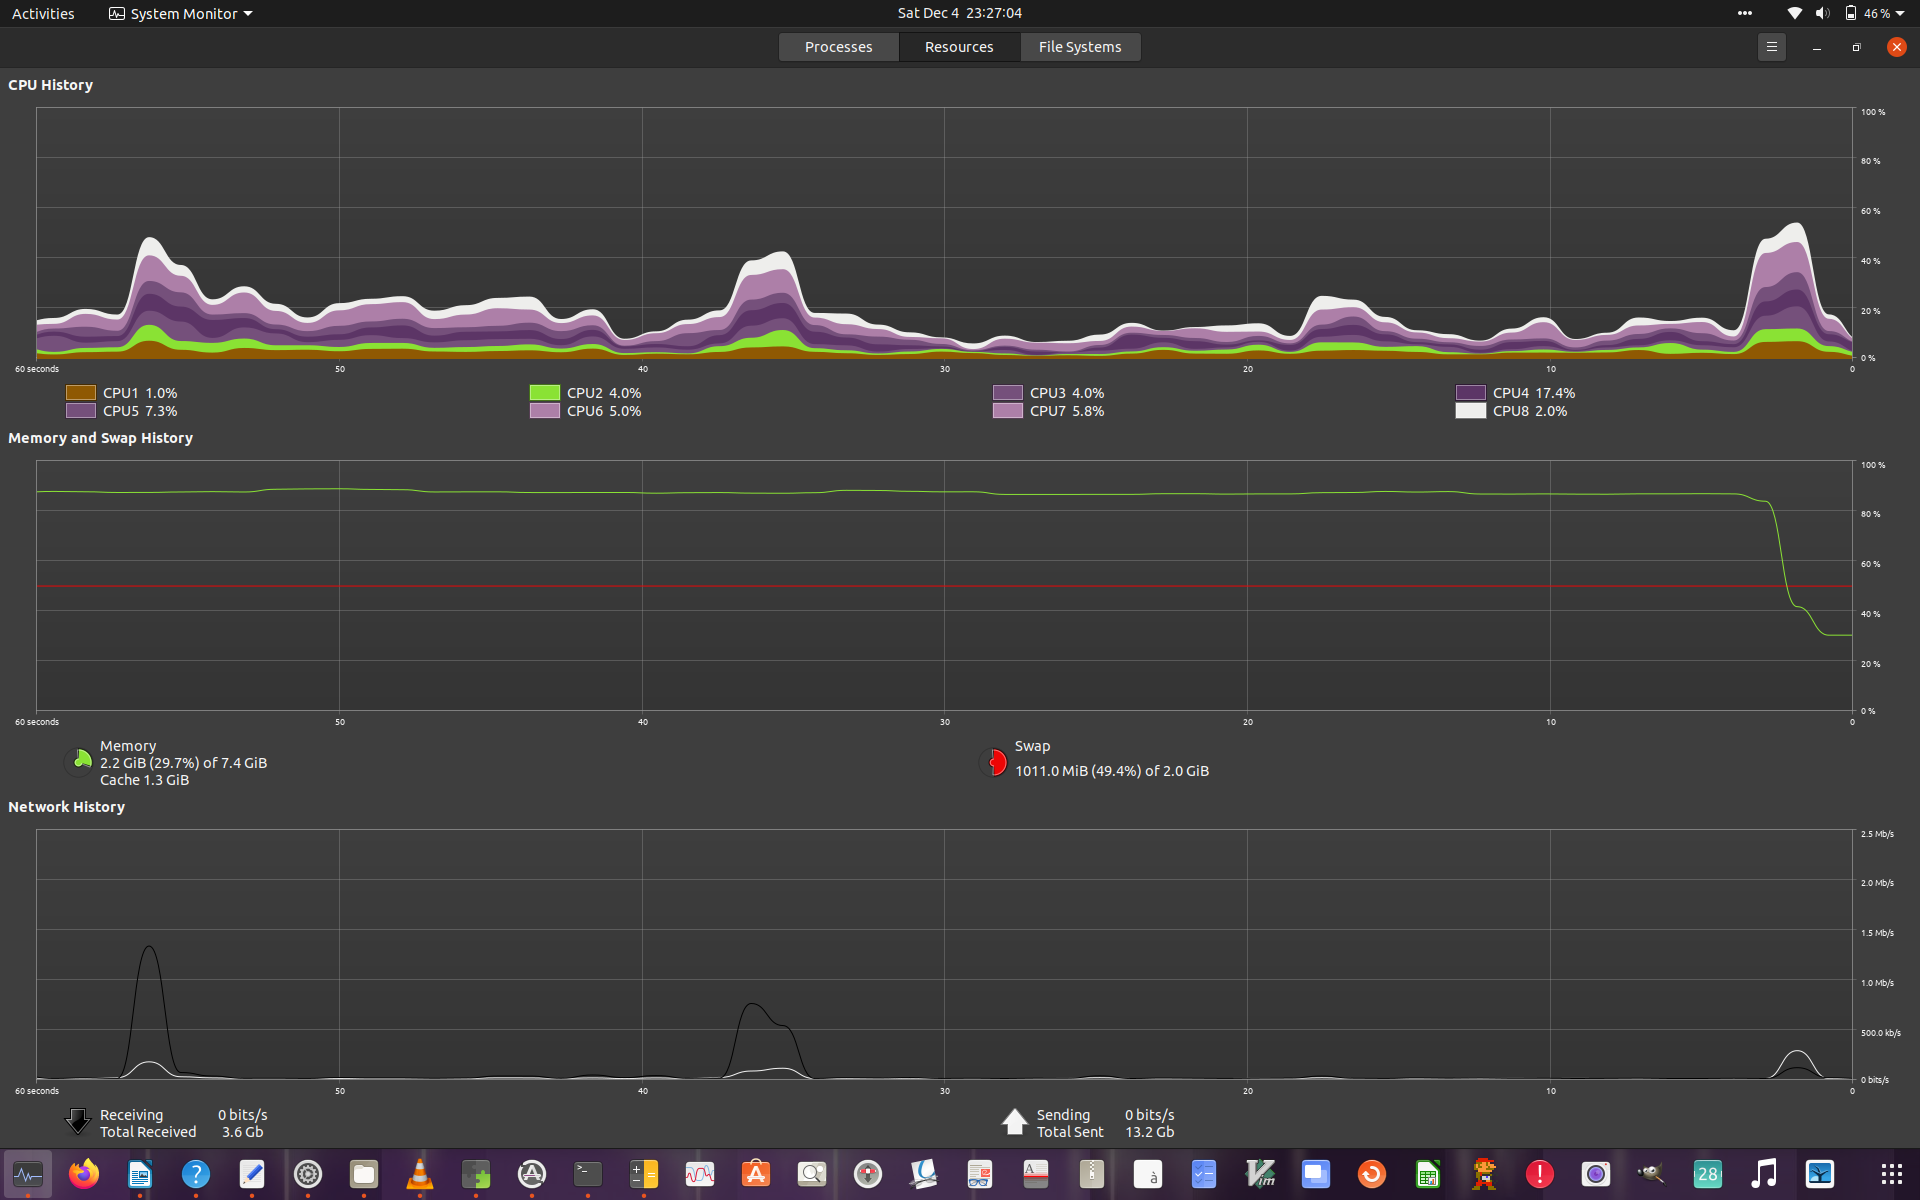 Activities
System Monitor
Sat Dec 4 23:27:04
46 %
Processes
Resources
File Systems
CPU History
100 %
80 %
60 %
40 %
20 %
0 %
60 seconds 50 40 30 20 10 0
CPU1 1.0% CPU2 4.0% CPU3 4.0% CPU4 17.4%
CPU5 7.3% CPU6 5.0% CPU7 5.8% CPU8 2.0%
Memory and Swap History
100 %
80 %
60 %
40 %
20 %
0 %
60 seconds 50 40 30 20 10 0
Memory
2.2 GiB (29.7%) of 7.4 GiB
Cache 1.3 GiB
Swap
1011.0 MiB (49.4%) of 2.0 GiB
Network History
2.5 Mb/s
2.0 Mb/s
1.5 Mb/s
1.0 Mb/s
500.0 kb/s
0 bits/s
60 seconds 50 40 30 20 10 0
Receiving 0 bits/s
Total Received 3.6 Gb
Sending 0 bits/s
Total Sent 13.2 Gb
28